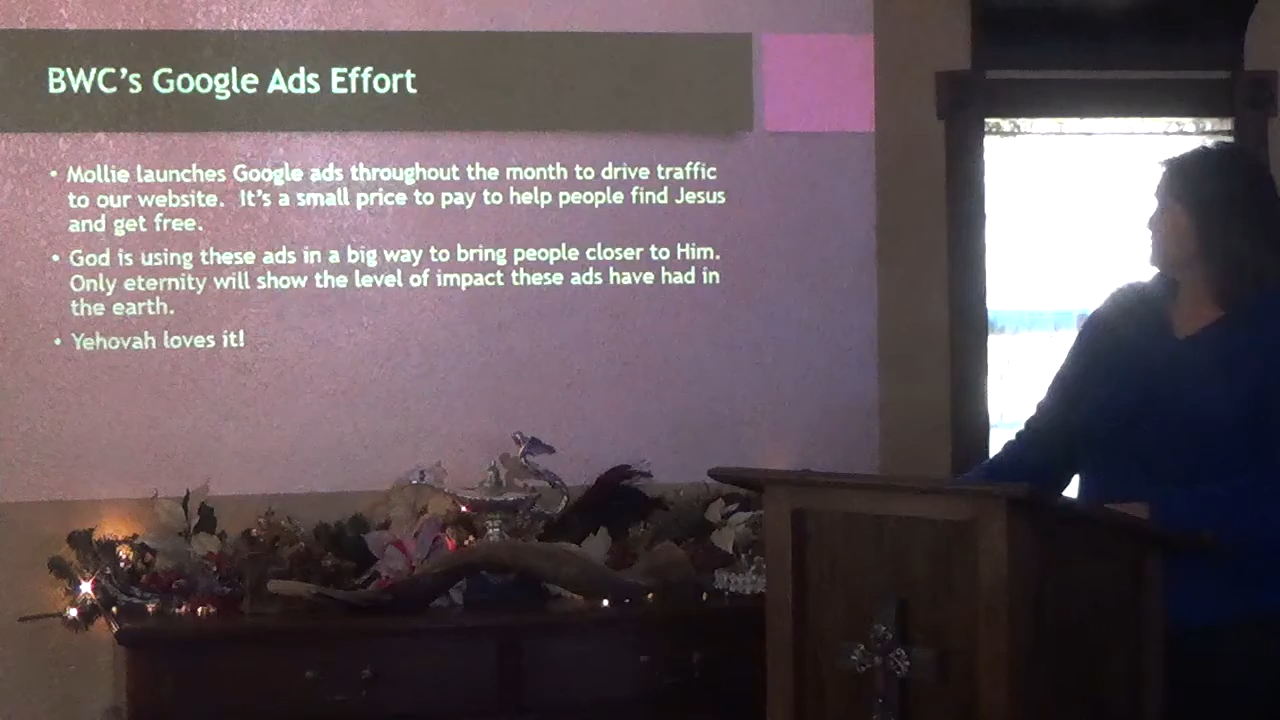 BWC's Google Ads Effort
• Mollie launches Google ads throughout the month to drive traffic
to our website.  It's a small price to pay to help people find Jesus
and get free.
• God is using these ads in a big way to bring people closer to Him.
Only eternity will show the level of impact these ads have had in
the earth.
• Yehovah loves it!